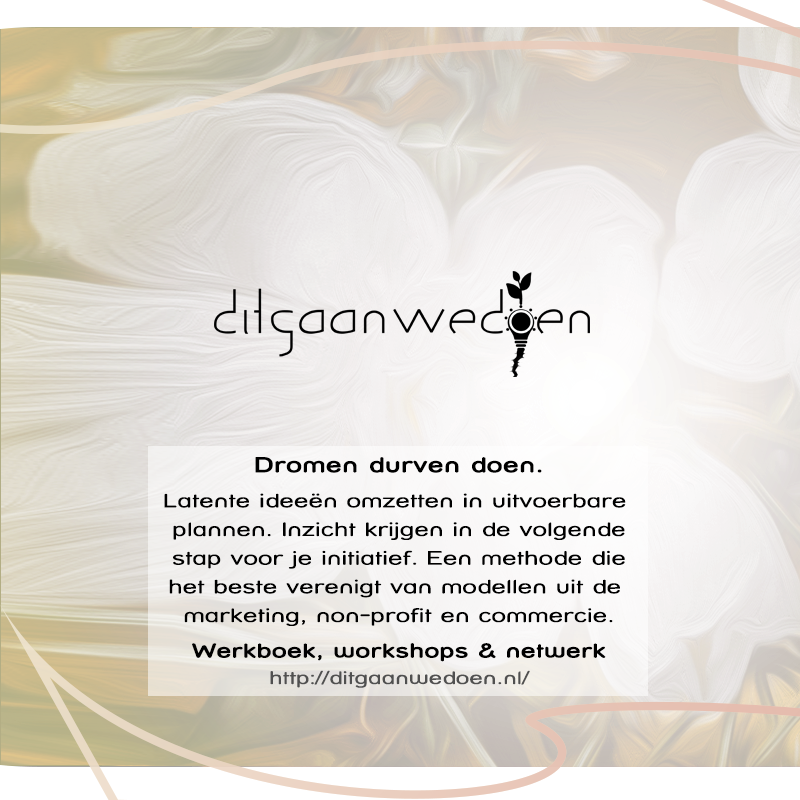 ditgaanwedoen
Dromen durven doen.
Latente ideeën omzetten in uitvoerbare
plannen. Inzicht krijgen in de volgende
stap voor je initiatief. Een methode die
het beste verenigt van modellen uit de
marketing, non-profit en commercie.
Werkboek, workshops & netwerk
http://ditgaanwedoen.nl/